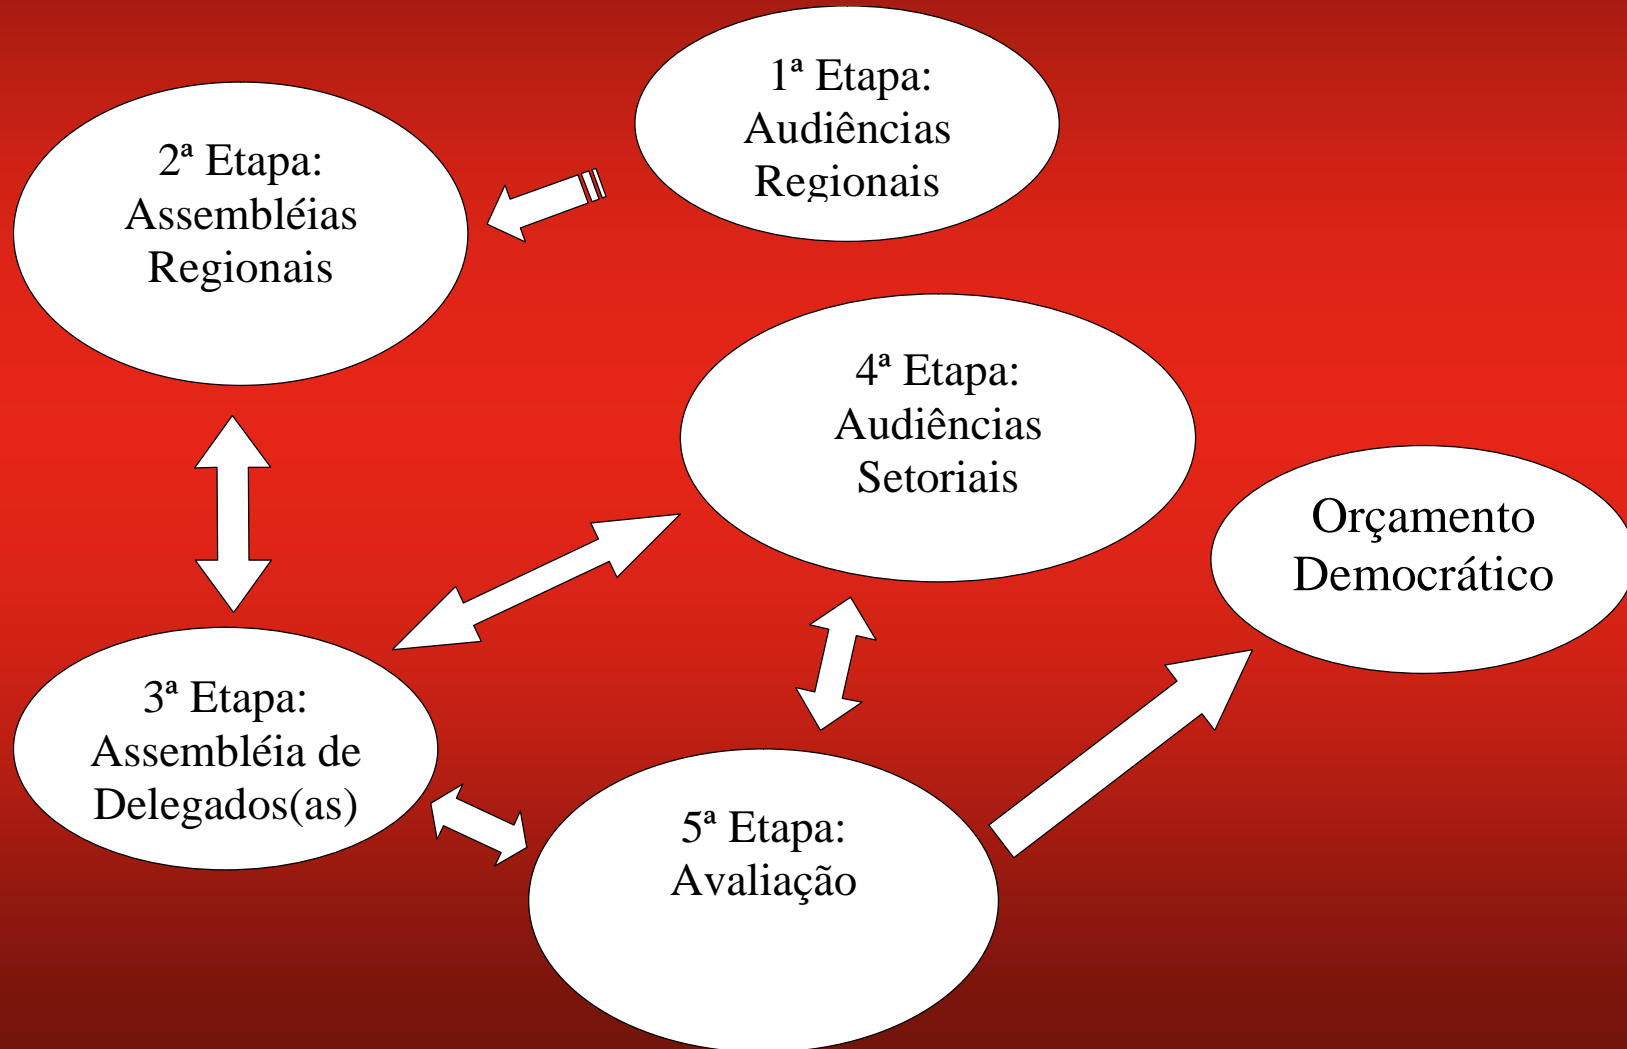 1ª Etapa:
Audiências
Regionais
2ª Etapa:
Assembléias
Regionais
3ª Etapa:
Assembléia de
Delegados(as)
4ª Etapa:
Audiências
Setoriais
5ª Etapa:
Avaliação
Orçamento
Democrático